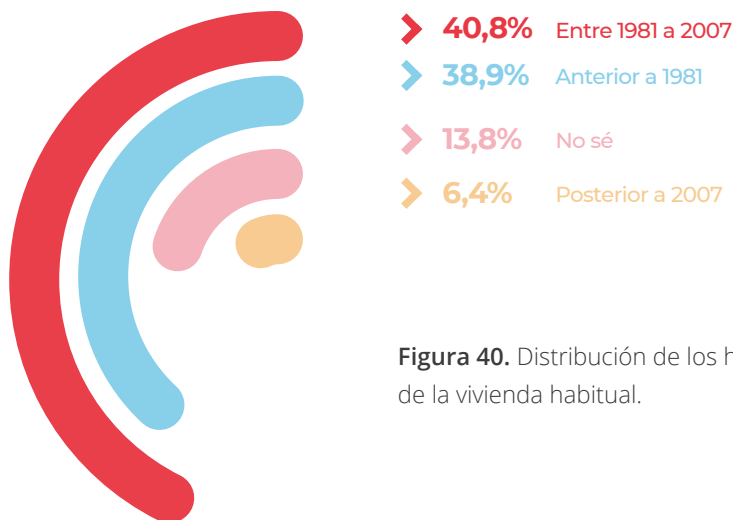 40,8% Entre 1981 a 2007
38,9% Anterior a 1981
13,8% No sé
6,4% Posterior a 2007
Figura 40. Distribución de los
de la vivienda habitual.